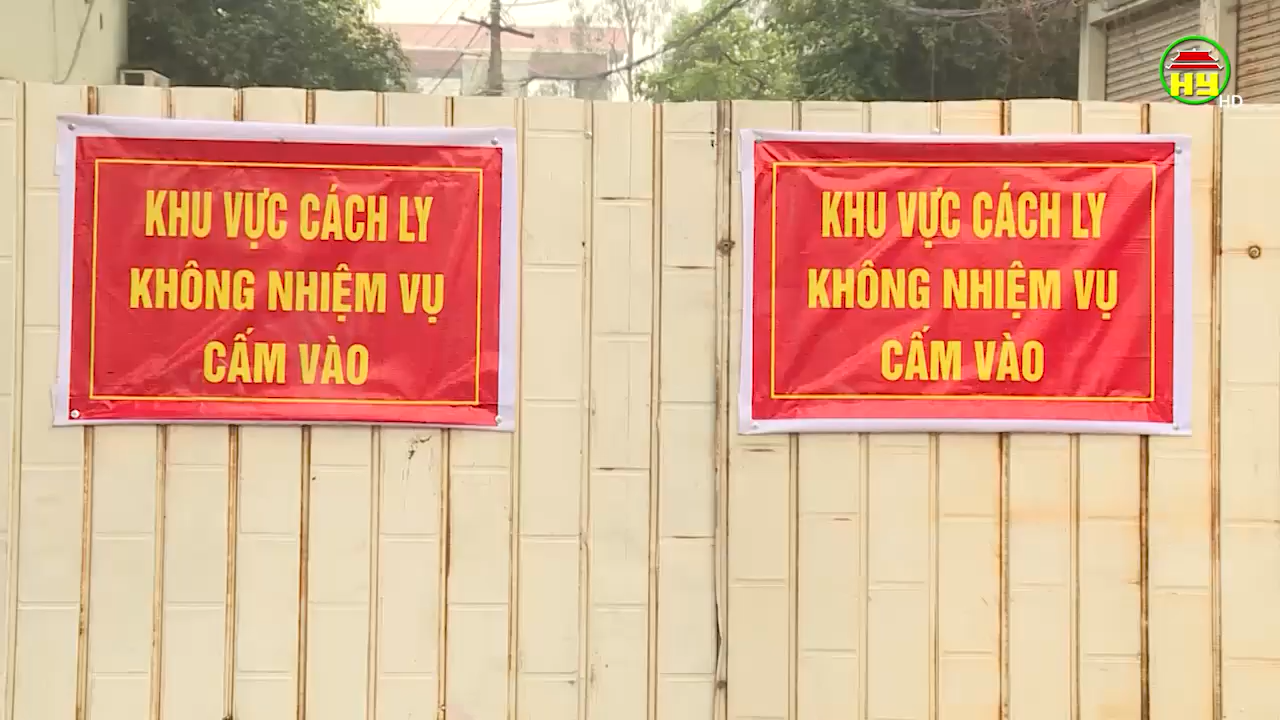 KHU VỰC CÁCH LY
KHÔNG NHIỆM VỤ
CẤM VÀO
KHU VỰC CÁCH LY
KHÔNG NHIỆM VỤ
CẤM VÀO
HY
HD